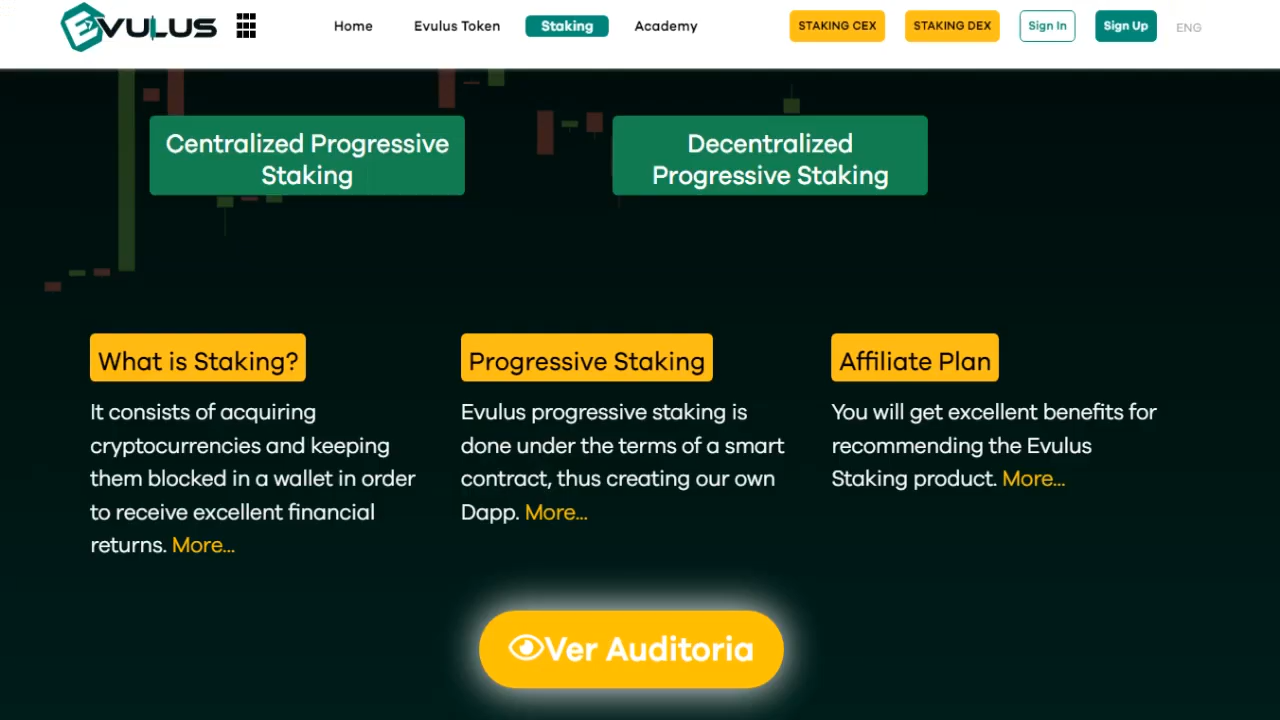 EVULUS
Home
Evulus Token
Staking
Academy
STAKING CEX
STAKING DEX
Sign In
Sign Up
ENG
Centralized Progressive
Staking
Decentralized
Progressive Staking
What is Staking?
It consists of acquiring
cryptocurrencies and keeping
them blocked in a wallet in order
to receive excellent financial
returns. More...
Progressive Staking
Evulus progressive staking is
done under the terms of a smart
contract, thus creating our own
Dapp. More...
Affiliate Plan
You will get excellent benefits for
recommending the Evulus
Staking product. More...
Ver Auditoria